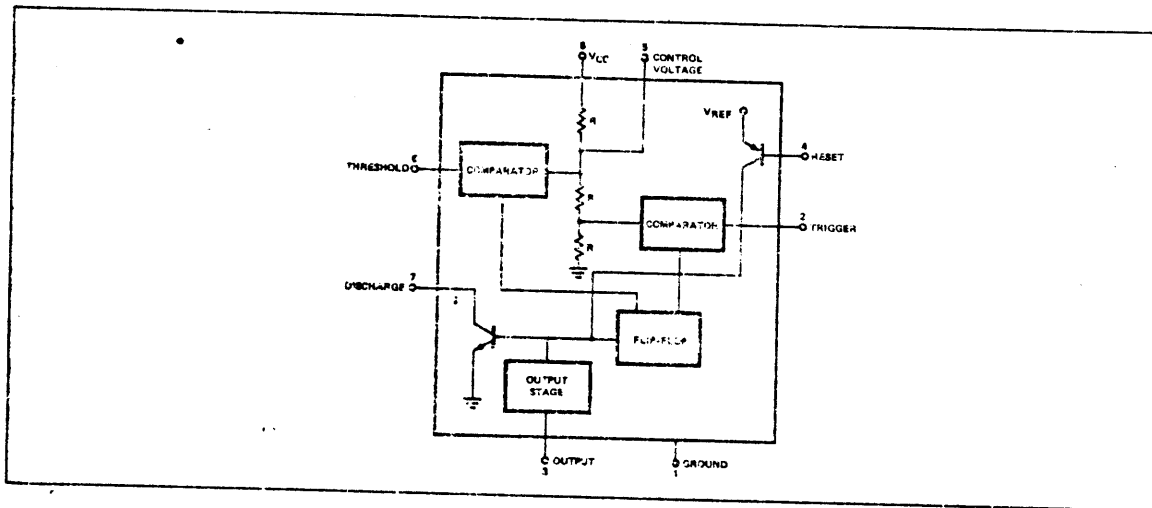 8
VCC
5
CONTROL
VOLTAGE
R
VREF
4
RESET
6
THRESHOLD
COMPARATOR
R
COMPARATOR
2
TRIGGER
R
7
DISCHARGE
FLIP-FLOP
OUTPUT
STAGE
OUTPUT
3
GROUND
1